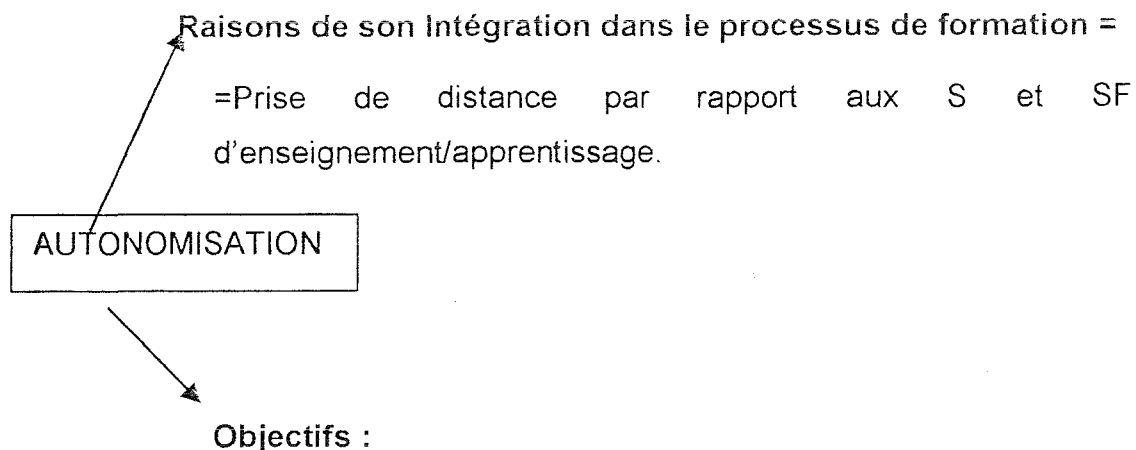 Raisons de son Intégration dans le processus de formation =
=Prise de distance par rapport aux S et SF
d'enseignement/apprentissage.
AUTONOMISATION
Objectifs :